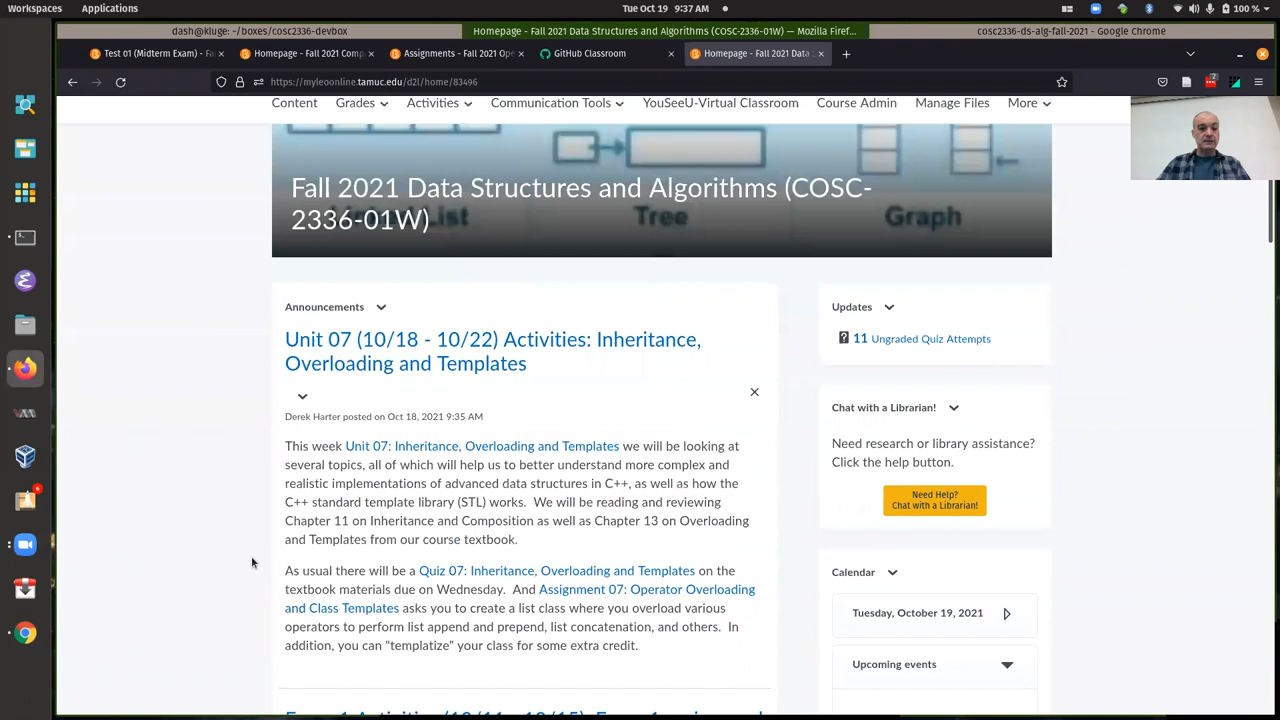 Workspaces Applications Tue Oct 19 9:37 AM 100 %
dash@kluge: ~/boxes/cosc2336-devbox Homepage - Fall 2021 Data Structures and Algorithms (COSC-2336-01W) — Mozilla Firef... cosc2336-ds-alg-fall-2021 - Google Chrome
Test 01 (Midterm Exam) - Fa Homepage - Fall 2021 Comp Assignments - Fall 2021 Ope GitHub Classroom Homepage - Fall 2021 Data
https://myleoonline.tamuc.edu/d2l/home/83496
Content Grades Activities Communication Tools YouSeeU-Virtual Classroom Course Admin Manage Files More
Fall 2021 Data Structures and Algorithms (COSC-
2336-01W)
List Tree Graph
Announcements
Unit 07 (10/18 - 10/22) Activities: Inheritance,
Overloading and Templates
Derek Harter posted on Oct 18, 2021 9:35 AM
This week Unit 07: Inheritance, Overloading and Templates we will be looking at
several topics, all of which will help us to better understand more complex and
realistic implementations of advanced data structures in C++, as well as how the
C++ standard template library (STL) works. We will be reading and reviewing
Chapter 11 on Inheritance and Composition as well as Chapter 13 on Overloading
and Templates from our course textbook.
As usual there will be a Quiz 07: Inheritance, Overloading and Templates on the
textbook materials due on Wednesday. And Assignment 07: Operator Overloading
and Class Templates asks you to create a list class where you overload various
operators to perform list append and prepend, list concatenation, and others. In
addition, you can "templatize" your class for some extra credit.
Updates
11 Ungraded Quiz Attempts
Chat with a Librarian!
Need research or library assistance?
Click the help button.
Need Help?
Chat with a Librarian!
Calendar
Tuesday, October 19, 2021
Upcoming events